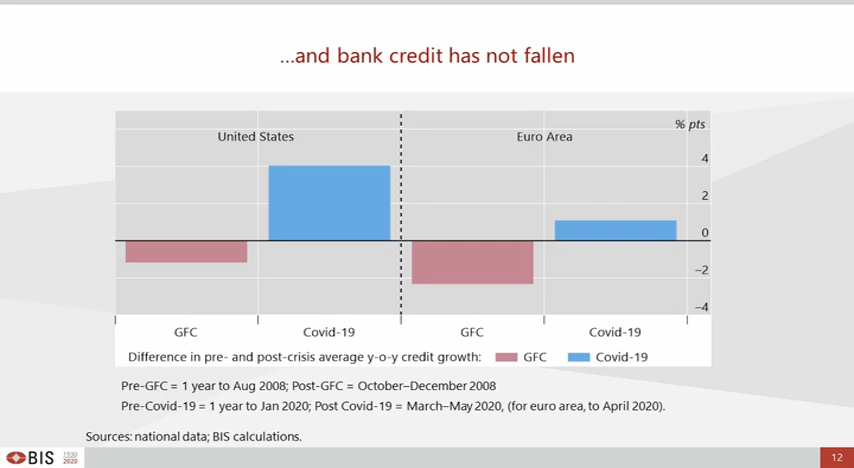 ...and bank credit has not fallen
% pts
United States
Euro Area
4
2
0
–2
–4
GFC
Covid-19
GFC
Covid-19
Difference in pre- and post-crisis average y-o-y credit growth: GFC Covid-19
Pre-GFC = 1 year to Aug 2008; Post-GFC = October–December 2008
Pre-Covid-19 = 1 year to Jan 2020; Post Covid-19 = March–May 2020, (for euro area, to April 2020).
Sources: national data; BIS calculations.
BIS
1930
2020
12